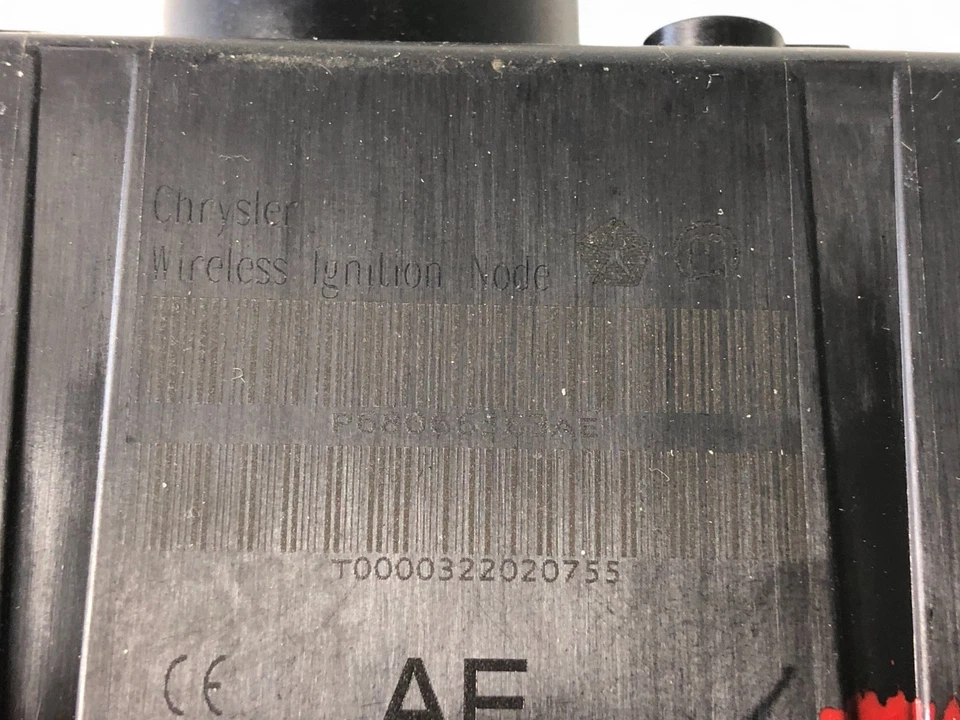 Chrysler
Wireless Ignition Node
T0000322020755
CE
AE